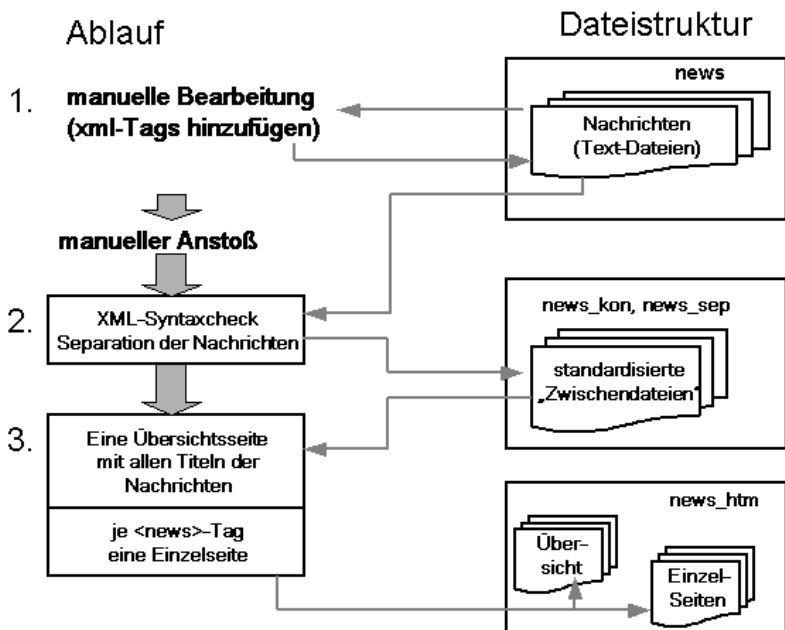 Ablauf
Dateistruktur
1.
manuelle Bearbeitung
(xml-Tags hinzufügen)
news
Nachrichten
(Text-Dateien)
manueller Anstoß
2.
XML-Syntaxcheck
Separation der Nachrichten
news_kon, news_sep
standardisierte
„Zwischendateien“
3.
Eine Übersichtsseite
mit allen Titeln der
Nachrichten
je <news>-Tag
eine Einzelseite
news_htm
Über-
sicht
Einzel-
Seiten